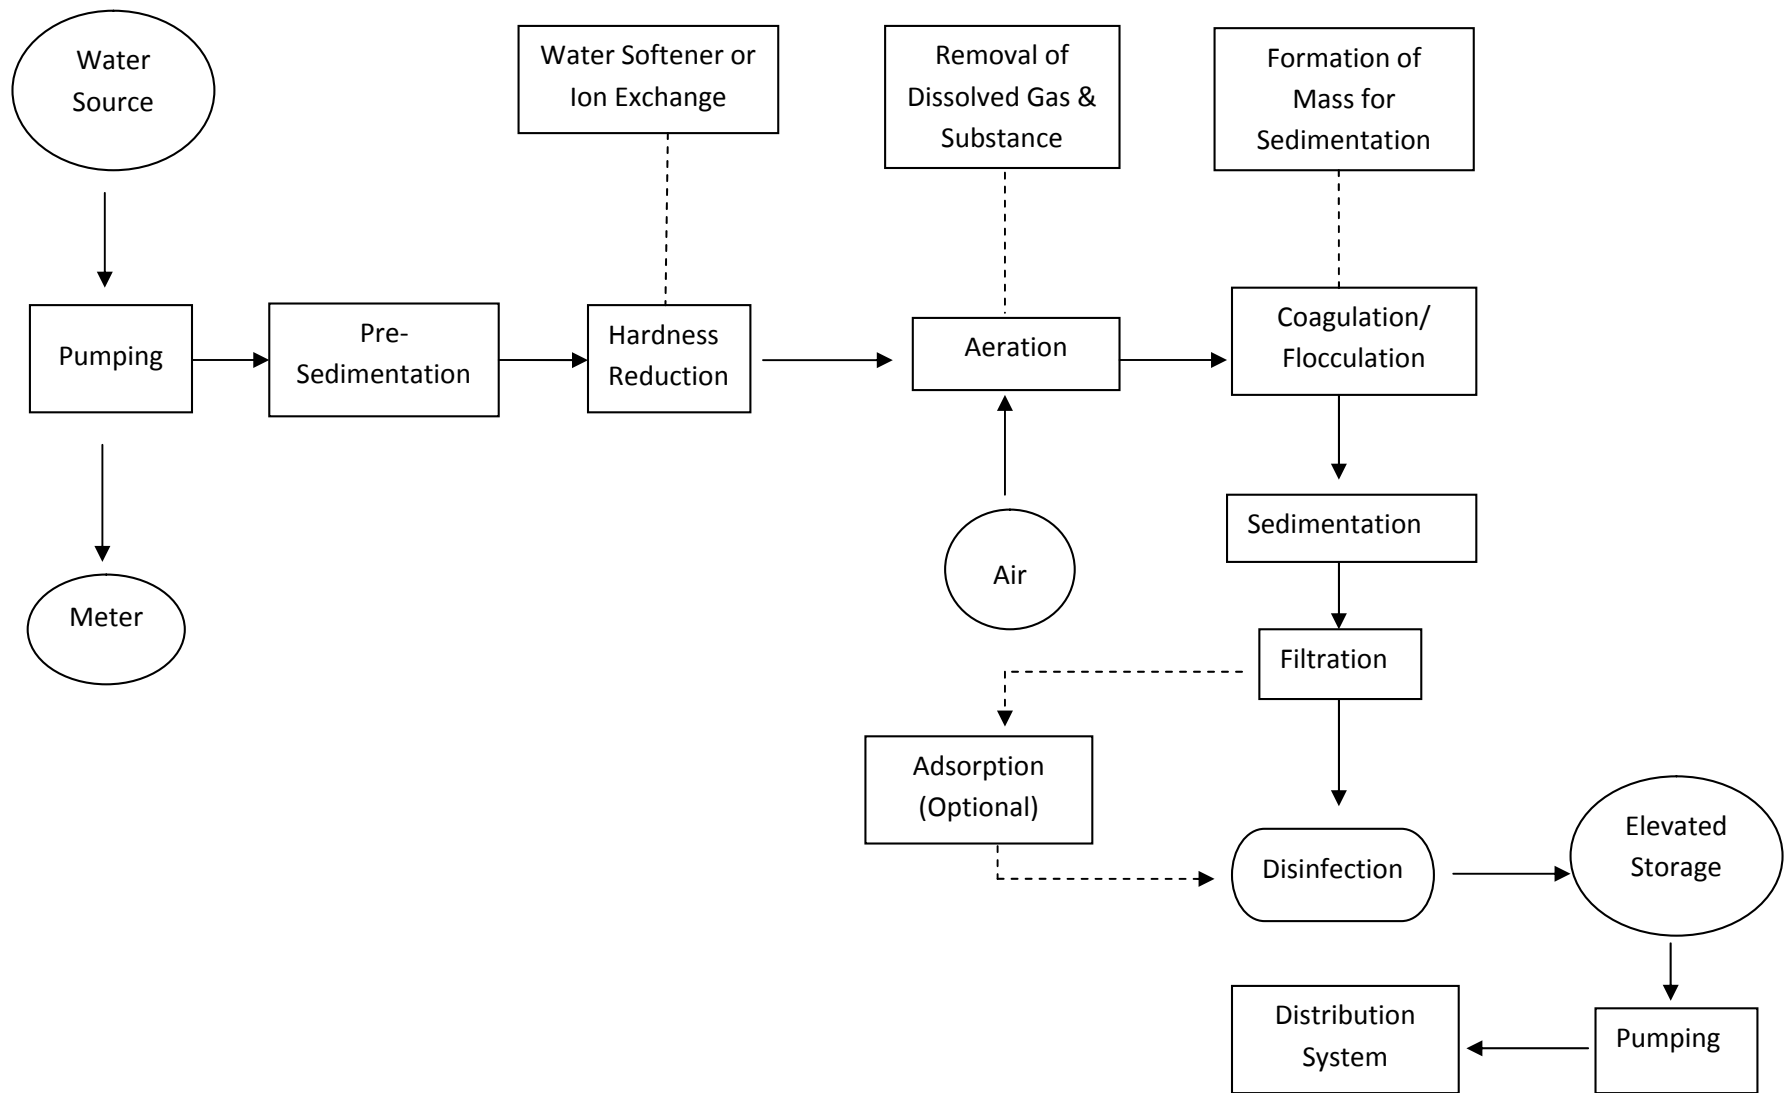 Water
Source
Water Softener or
Ion Exchange
Removal of
Dissolved Gas &
Substance
Formation of
Mass for
Sedimentation
Pumping
Pre-
Sedimentation
Hardness
Reduction
Aeration
Coagulation/
Flocculation
Sedimentation
Air
Meter
Filtration
Adsorption
(Optional)
Disinfection
Elevated
Storage
Distribution
System
Pumping